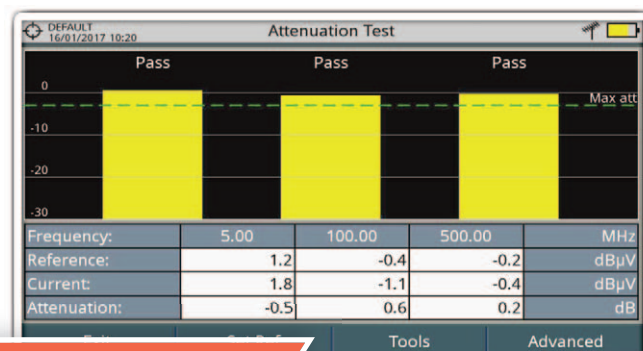 DEFAULT
16/01/2017 10:20
Attenuation Test
Pass Pass Pass
0
Max att
-10
-20
-30
Frequency: 5.00 100.00 500.00 MHz
Reference: 1.2 -0.4 -0.2 dBµV
Current: 1.8 -1.1 -0.4 dBµV
Attenuation: -0.5 0.6 0.2 dB
Tools Advanced